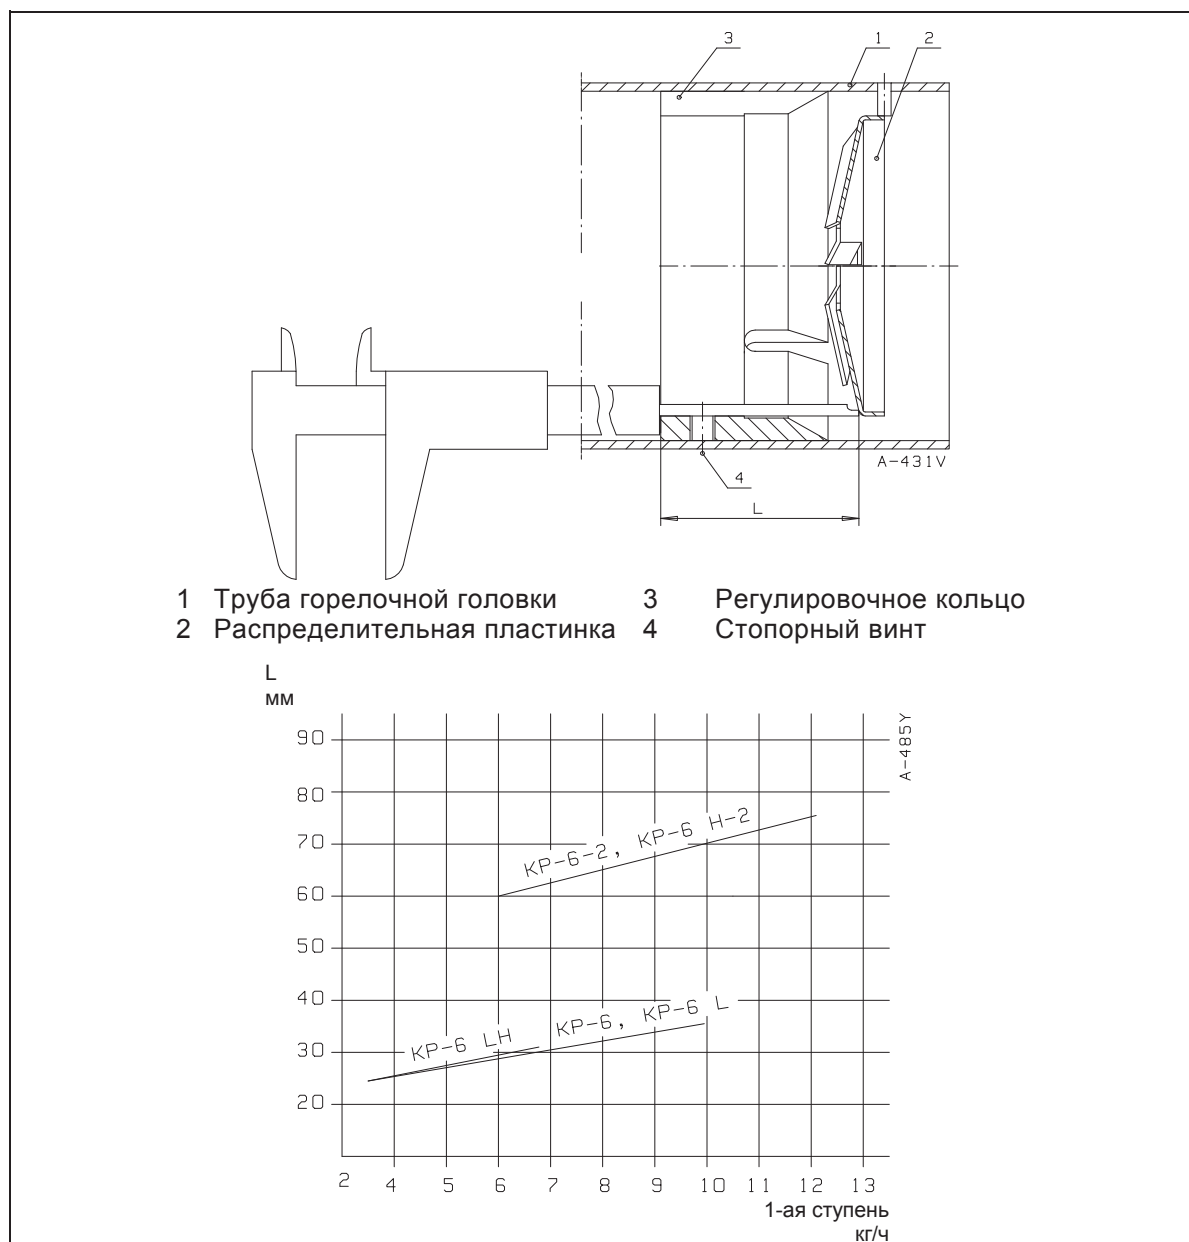 3 1 2
A-431V
4
L
1 Труба горелочной головки 3 Регулировочное кольцо
2 Распределительная пластинка 4 Стопорный винт
L
мм
A-485Y
90
80
70
60
50
40
30
20
KP-6-2, KP-6 H-2
KP-6 LH
KP-6, KP-6 L
2 4 5 6 7 8 9 10 11 12 13
1-ая ступень
кг/ч